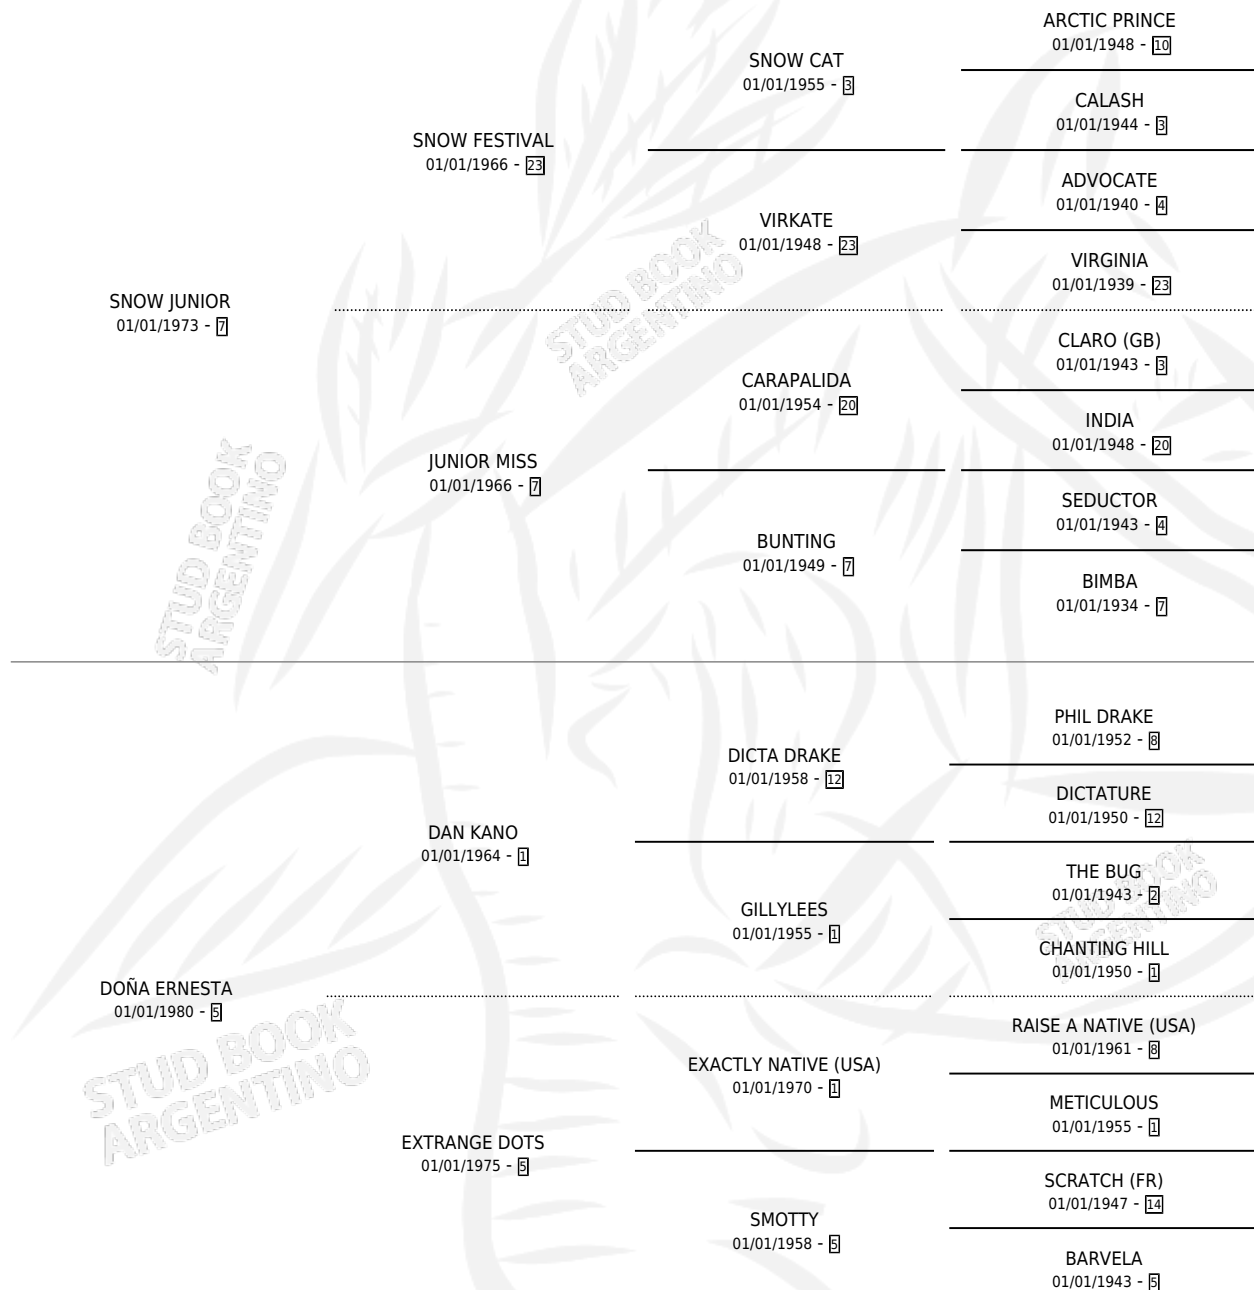 ARCTIC PRINCE
01/01/1948 - 10
SNOW CAT
01/01/1955 - 3
CALASH
01/01/1944 - 3
SNOW FESTIVAL
01/01/1966 - 23
ADVOCATE
01/01/1940 - 4
VIRKATE
01/01/1948 - 23
VIRGINIA
01/01/1939 - 23
SNOW JUNIOR
01/01/1973 - 7
STUD BOOK
ARGENTINO
CLARO (GB)
01/01/1943 - 3
CARAPALIDA
01/01/1954 - 20
INDIA
01/01/1948 - 20
JUNIOR MISS
01/01/1966 - 7
SEDUCTOR
01/01/1943 - 4
BUNTING
01/01/1949 - 7
BIMBA
01/01/1934 - 7
STUD BOOK
ARGENTINO
PHIL DRAKE
01/01/1952 - 8
DICTA DRAKE
01/01/1958 - 12
DICTATURE
01/01/1950 - 12
DAN KANO
01/01/1964 - 1
THE BUG
01/01/1943 - 2
GILLYLEES
01/01/1955 - 1
CHANTING HILL
01/01/1950 - 1
STUD BOOK
ARGENTINO
DOÑA ERNESTA
01/01/1980 - 5
RAISE A NATIVE (USA)
01/01/1961 - 8
EXACTLY NATIVE (USA)
01/01/1970 - 1
METICULOUS
01/01/1955 - 1
STUD BOOK
ARGENTINO
EXTRANGE DOTS
01/01/1975 - 5
SCRATCH (FR)
01/01/1947 - 14
SMOTTY
01/01/1958 - 5
BARVELA
01/01/1943 - 5